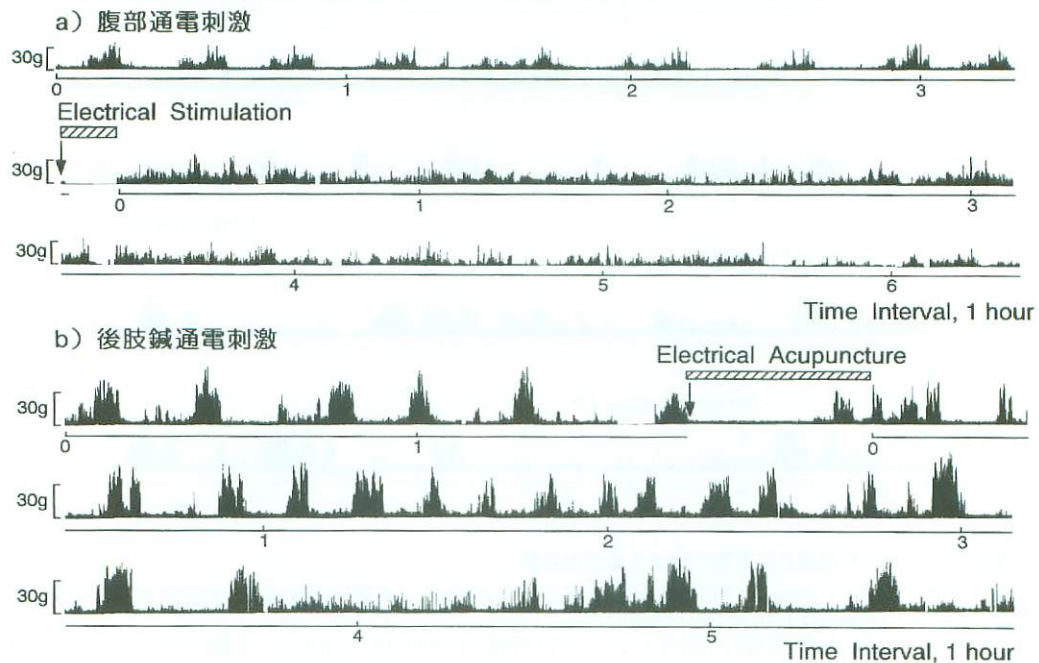 a）腹部通電刺激
30g
0 1 2 3
Electrical Stimulation
30g
0 1 2 3
30g
4 5 6
Time Interval, 1 hour
b）後肢鍼通電刺激
Electrical Acupuncture
30g
0 1 0
30g
1 2 3
30g
4 5
Time Interval, 1 hour